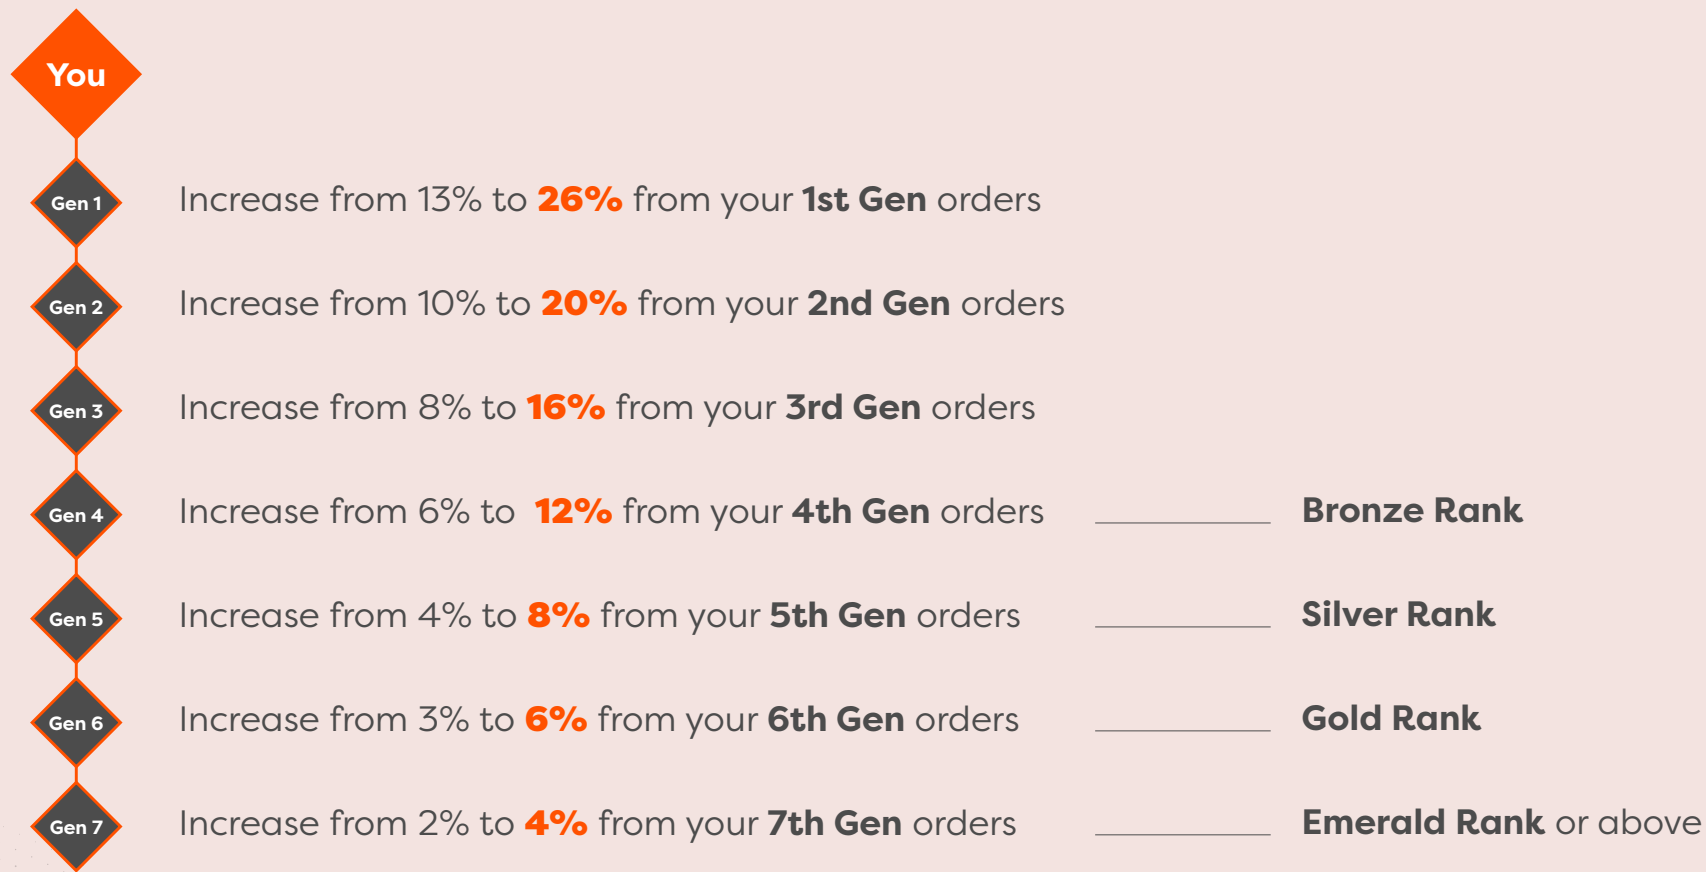 You
Gen 1 Increase from 13% to 26% from your 1st Gen orders
Gen 2 Increase from 10% to 20% from your 2nd Gen orders
Gen 3 Increase from 8% to 16% from your 3rd Gen orders
Gen 4 Increase from 6% to 12% from your 4th Gen orders Bronze Rank
Gen 5 Increase from 4% to 8% from your 5th Gen orders Silver Rank
Gen 6 Increase from 3% to 6% from your 6th Gen orders Gold Rank
Gen 7 Increase from 2% to 4% from your 7th Gen orders Emerald Rank or above